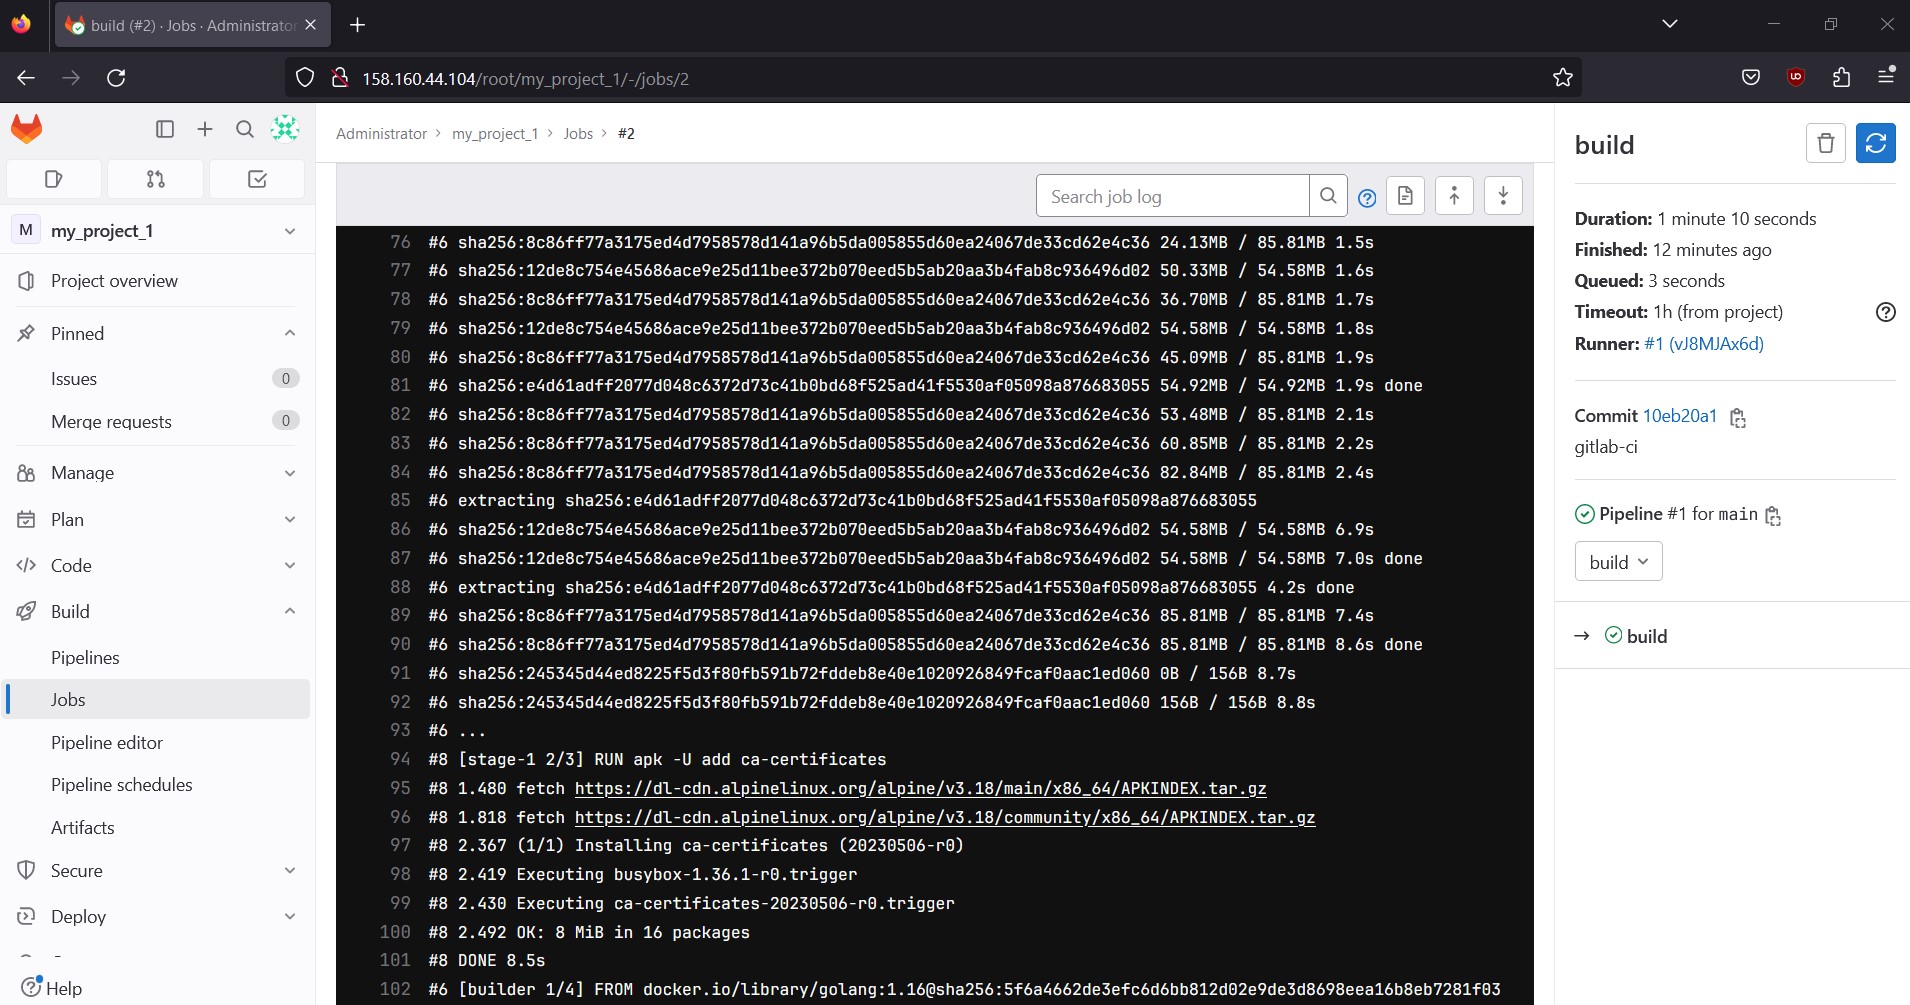 build (#2) · Jobs · Administrator
158.160.44.104/root/my_project_1/-/jobs/2
Administrator > my_project_1 > Jobs > #2
M my_project_1
Project overview
Pinned
Issues 0
Merge requests 0
Manage
Plan
Code
Build
Pipelines
Jobs
Pipeline editor
Pipeline schedules
Artifacts
Secure
Deploy
Help
Search job log
76 #6 sha256:8c86ff77a3175ed4d7958578d141a96b5da005855d60ea24067de33cd62e4c36 24.13MB / 85.81MB 1.5s
77 #6 sha256:12de8c754e45686ace9e25d11bee372b070eed5b5ab20aa3b4fab8c936496d02 50.33MB / 54.58MB 1.6s
78 #6 sha256:8c86ff77a3175ed4d7958578d141a96b5da005855d60ea24067de33cd62e4c36 36.70MB / 85.81MB 1.7s
79 #6 sha256:12de8c754e45686ace9e25d11bee372b070eed5b5ab20aa3b4fab8c936496d02 54.58MB / 54.58MB 1.8s
80 #6 sha256:8c86ff77a3175ed4d7958578d141a96b5da005855d60ea24067de33cd62e4c36 45.09MB / 85.81MB 1.9s
81 #6 sha256:e4d61adff2077d048c6372d73c41b0bd68f525ad41f5530af05098a876683055 54.92MB / 54.92MB 1.9s done
82 #6 sha256:8c86ff77a3175ed4d7958578d141a96b5da005855d60ea24067de33cd62e4c36 53.48MB / 85.81MB 2.1s
83 #6 sha256:8c86ff77a3175ed4d7958578d141a96b5da005855d60ea24067de33cd62e4c36 60.85MB / 85.81MB 2.2s
84 #6 sha256:8c86ff77a3175ed4d7958578d141a96b5da005855d60ea24067de33cd62e4c36 82.84MB / 85.81MB 2.4s
85 #6 extracting sha256:e4d61adff2077d048c6372d73c41b0bd68f525ad41f5530af05098a876683055
86 #6 sha256:12de8c754e45686ace9e25d11bee372b070eed5b5ab20aa3b4fab8c936496d02 54.58MB / 54.58MB 6.9s
87 #6 sha256:12de8c754e45686ace9e25d11bee372b070eed5b5ab20aa3b4fab8c936496d02 54.58MB / 54.58MB 7.0s done
88 #6 extracting sha256:e4d61adff2077d048c6372d73c41b0bd68f525ad41f5530af05098a876683055 4.2s done
89 #6 sha256:8c86ff77a3175ed4d7958578d141a96b5da005855d60ea24067de33cd62e4c36 85.81MB / 85.81MB 7.4s
90 #6 sha256:8c86ff77a3175ed4d7958578d141a96b5da005855d60ea24067de33cd62e4c36 85.81MB / 85.81MB 8.6s done
91 #6 sha256:245345d44ed8225f5d3f80fb591b72fddeb8e40e1020926849fcaf0aac1ed060 0B / 156B 8.7s
92 #6 sha256:245345d44ed8225f5d3f80fb591b72fddeb8e40e1020926849fcaf0aac1ed060 156B / 156B 8.8s
93 #6 ...
94 #8 [stage-1 2/3] RUN apk -U add ca-certificates
95 #8 1.480 fetch https://dl-cdn.alpinelinux.org/alpine/v3.18/main/x86_64/APKINDEX.tar.gz
96 #8 1.818 fetch https://dl-cdn.alpinelinux.org/alpine/v3.18/community/x86_64/APKINDEX.tar.gz
97 #8 2.367 (1/1) Installing ca-certificates (20230506-r0)
98 #8 2.419 Executing busybox-1.36.1-r0.trigger
99 #8 2.430 Executing ca-certificates-20230506-r0.trigger
100 #8 2.492 OK: 8 MiB in 16 packages
101 #8 DONE 8.5s
102 #6 [builder 1/4] FROM docker.io/library/golang:1.16@sha256:5f6a4662de3efc6d6bb812d02e9de3d8698eea16b8eb7281f03
build
Duration: 1 minute 10 seconds
Finished: 12 minutes ago
Queued: 3 seconds
Timeout: 1h (from project)
Runner: #1 (vJ8MJAx6d)
Commit 10eb20a1
gitlab-ci
Pipeline #1 for main
build
→ build